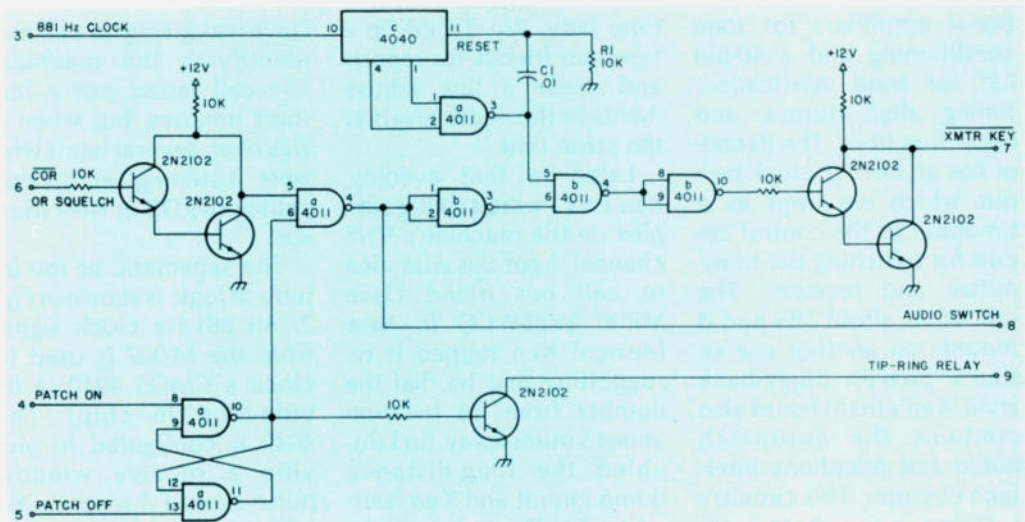 3 881 Hz CLOCK
10 c 4040 11 RESET
4 1
R1 10K
C1 .01
1 a 4011 3
2
+12V
10K
+12V
10K
2N2102
2N2102
XMTR KEY
7
COR
6 10K
OR SQUELCH
2N2102
5 a 4
6 4011
1 b 3
2 4011
5 b 4
6 4011
8 b 10
9 4011
10K
2N2102
AUDIO SWITCH 8
TIP-RING RELAY 9
4 PATCH ON
8 a 10
9 4011
10K
2N2102
12 a 11
13 4011
5 PATCH OFF